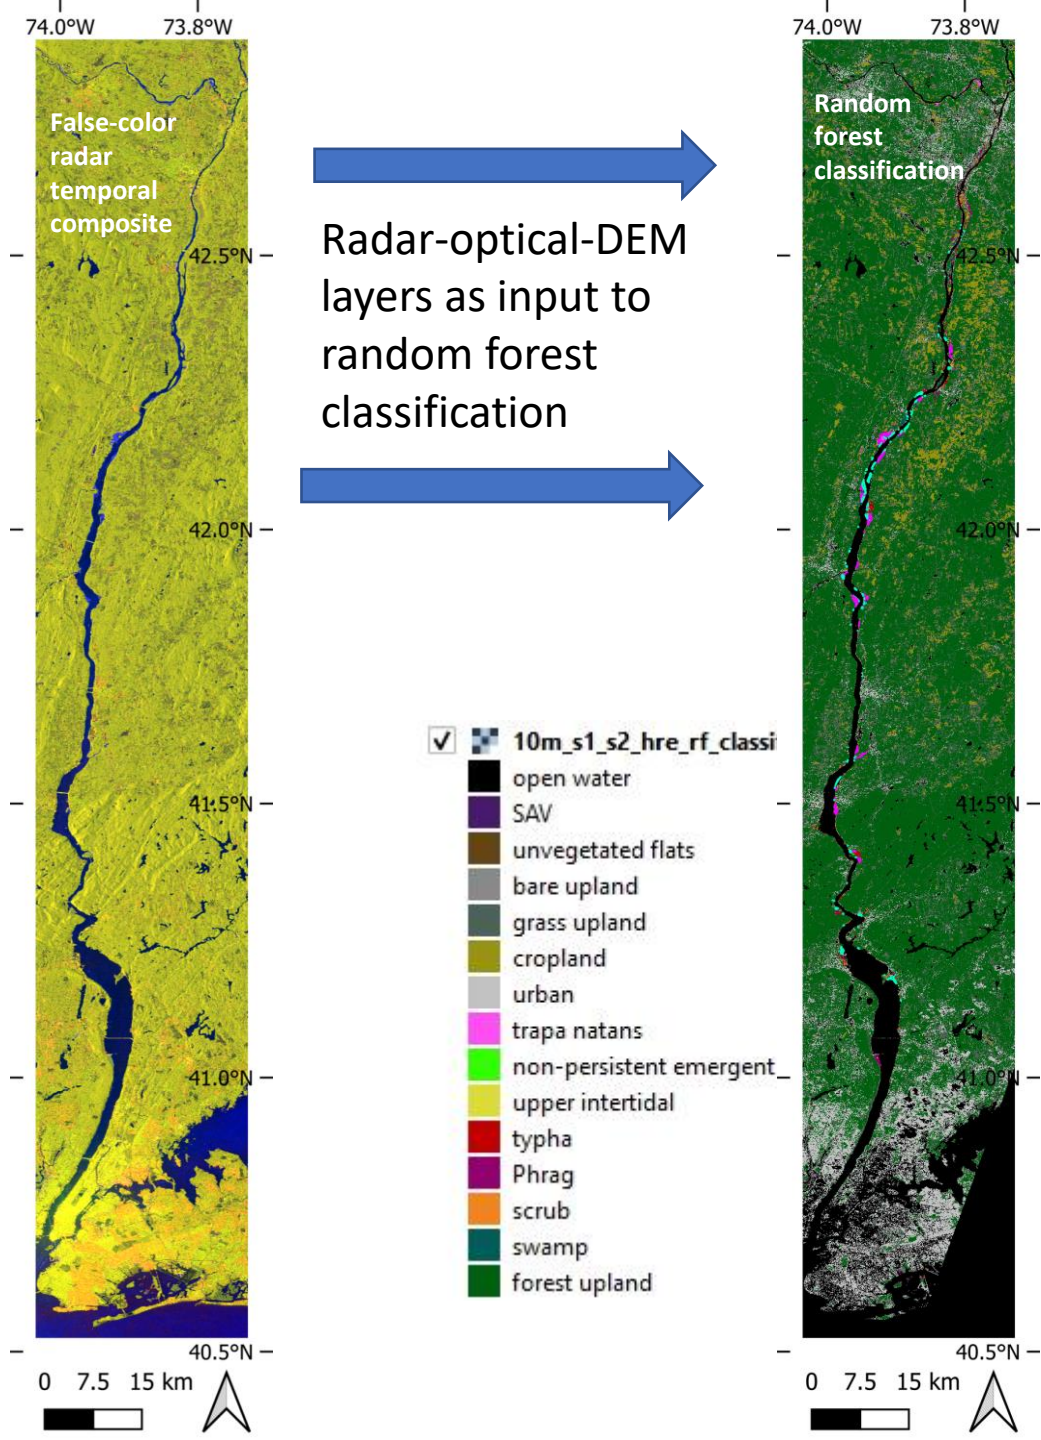 74.0°W 73.8°W
74.0°W 73.8°W
False-color
radar
temporal
composite
Random
forest
classification
Radar-optical-DEM
layers as input to
random forest
classification
42.5°N
42.5°N
42.0°N
42.0°N
10m_s1_s2_hre_rf_classi
open water
SAV
unvegetated flats
bare upland
grass upland
cropland
urban
trapa natans
non-persistent emergent
upper intertidal
typha
Phrag
scrub
swamp
forest upland
41.5°N
41.5°N
41.0°N
41.0°N
40.5°N
40.5°N
0 7.5 15 km
0 7.5 15 km